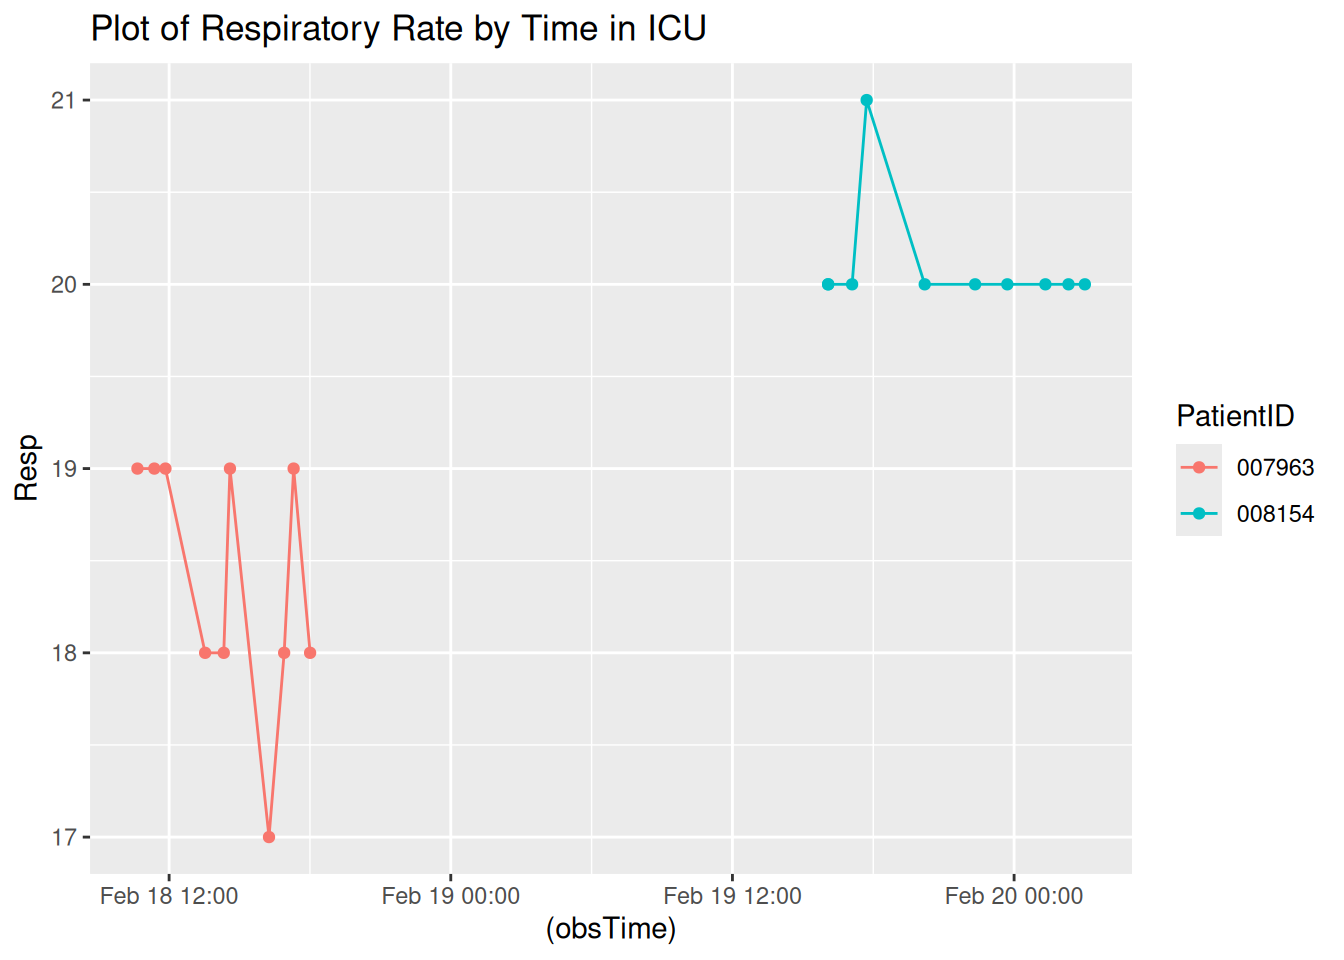 Plot of Respiratory Rate by Time in ICU
21
20
19
18
17
Resp
Feb 18 12:00
Feb 19 00:00
Feb 19 12:00
Feb 20 00:00
(obsTime)
PatientID
007963
008154